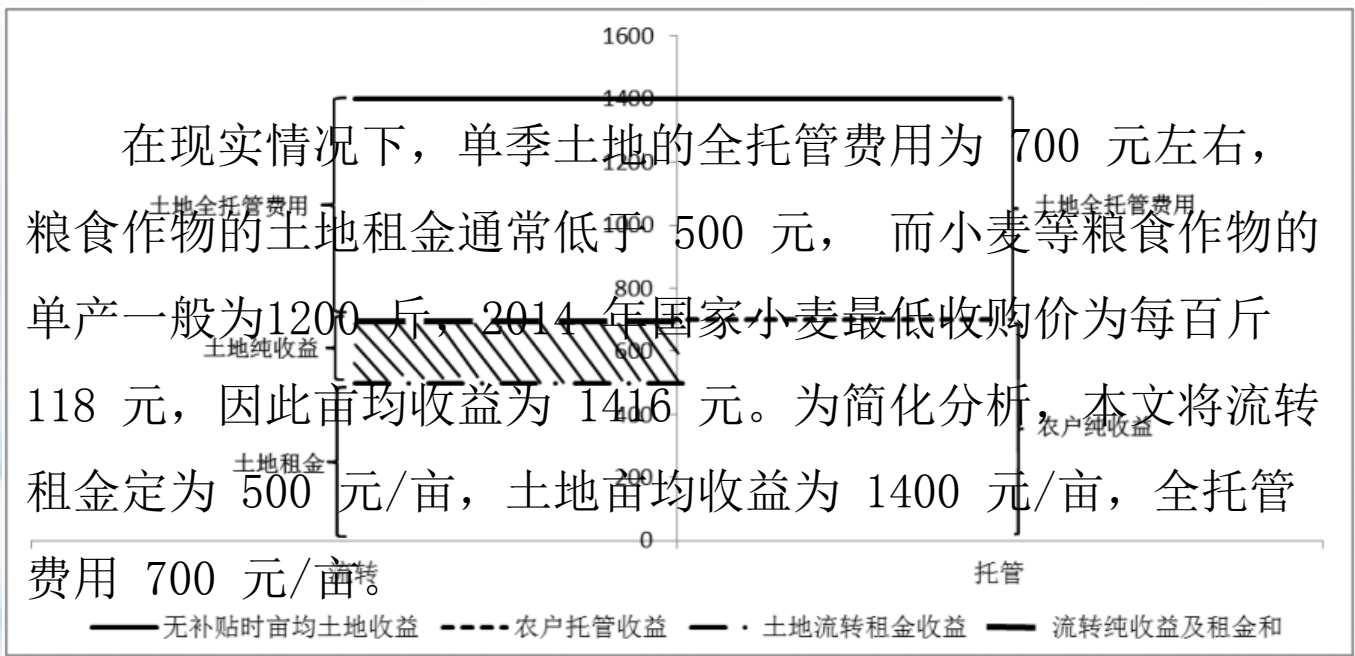 1600
1400
在现实情况下，单季土地的全托管费用为 700 元左右，
1200
土地全托管费用
土地全托管费用
粮食作物的土地租金通常低于 500 元， 而小麦等粮食作物的
1000
800
单产一般为1200 斤，2014 年国家小麦最低收购价为每百斤
土地纯收益
600
118 元，因此亩均收益为 1416 元。为简化分析，本文将流转
400
农户纯收益
土地租金
200
租金定为 500 元/亩，土地亩均收益为 1400 元/亩，全托管
0
费用 700 元/亩。
流转
托管
无补贴时亩均土地收益 农户托管收益 土地流转租金收益 流转纯收益及租金和